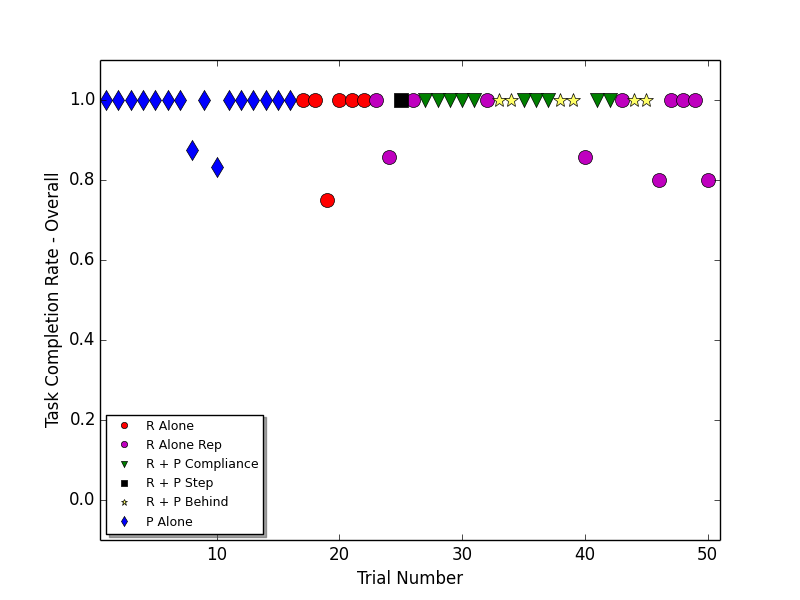 1.0
0.8
0.6
0.4
0.2
0.0
Task Completion Rate - Overall
R Alone
R Alone Rep
R + P Compliance
R + P Step
R + P Behind
P Alone
10 20 30 40 50
Trial Number